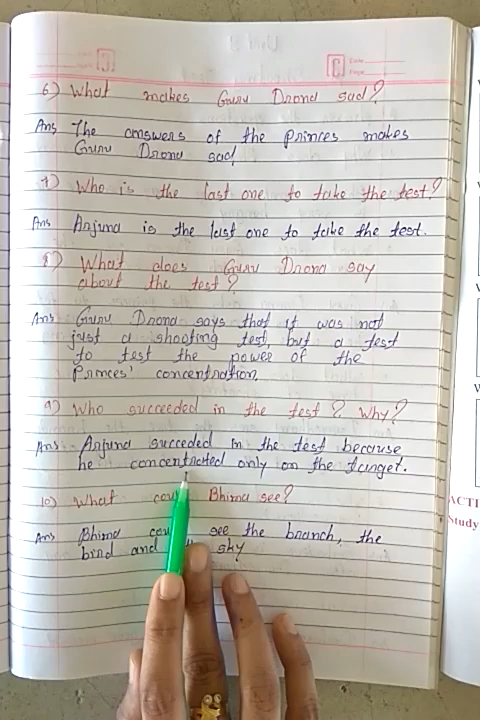 6) What makes Guru Drona sad?
Ans The answers of the princes makes
Guru Drona sad
7) Who is the last one to take the test?
Ans Arjuna is the last one to take the test.
8) What does Guru Drona say
about the test?
Ans Guru Drona says that it was not
just a shooting test, but a test
to test the power of the
Princes' concentration.
9) Who succeeded in the test? Why?
Ans Arjuna succeded in the test because
he concentrated only on the target.
10) What Bhima see?
Ans Bhima see the branch, the
bird and sky
ACTI
Study